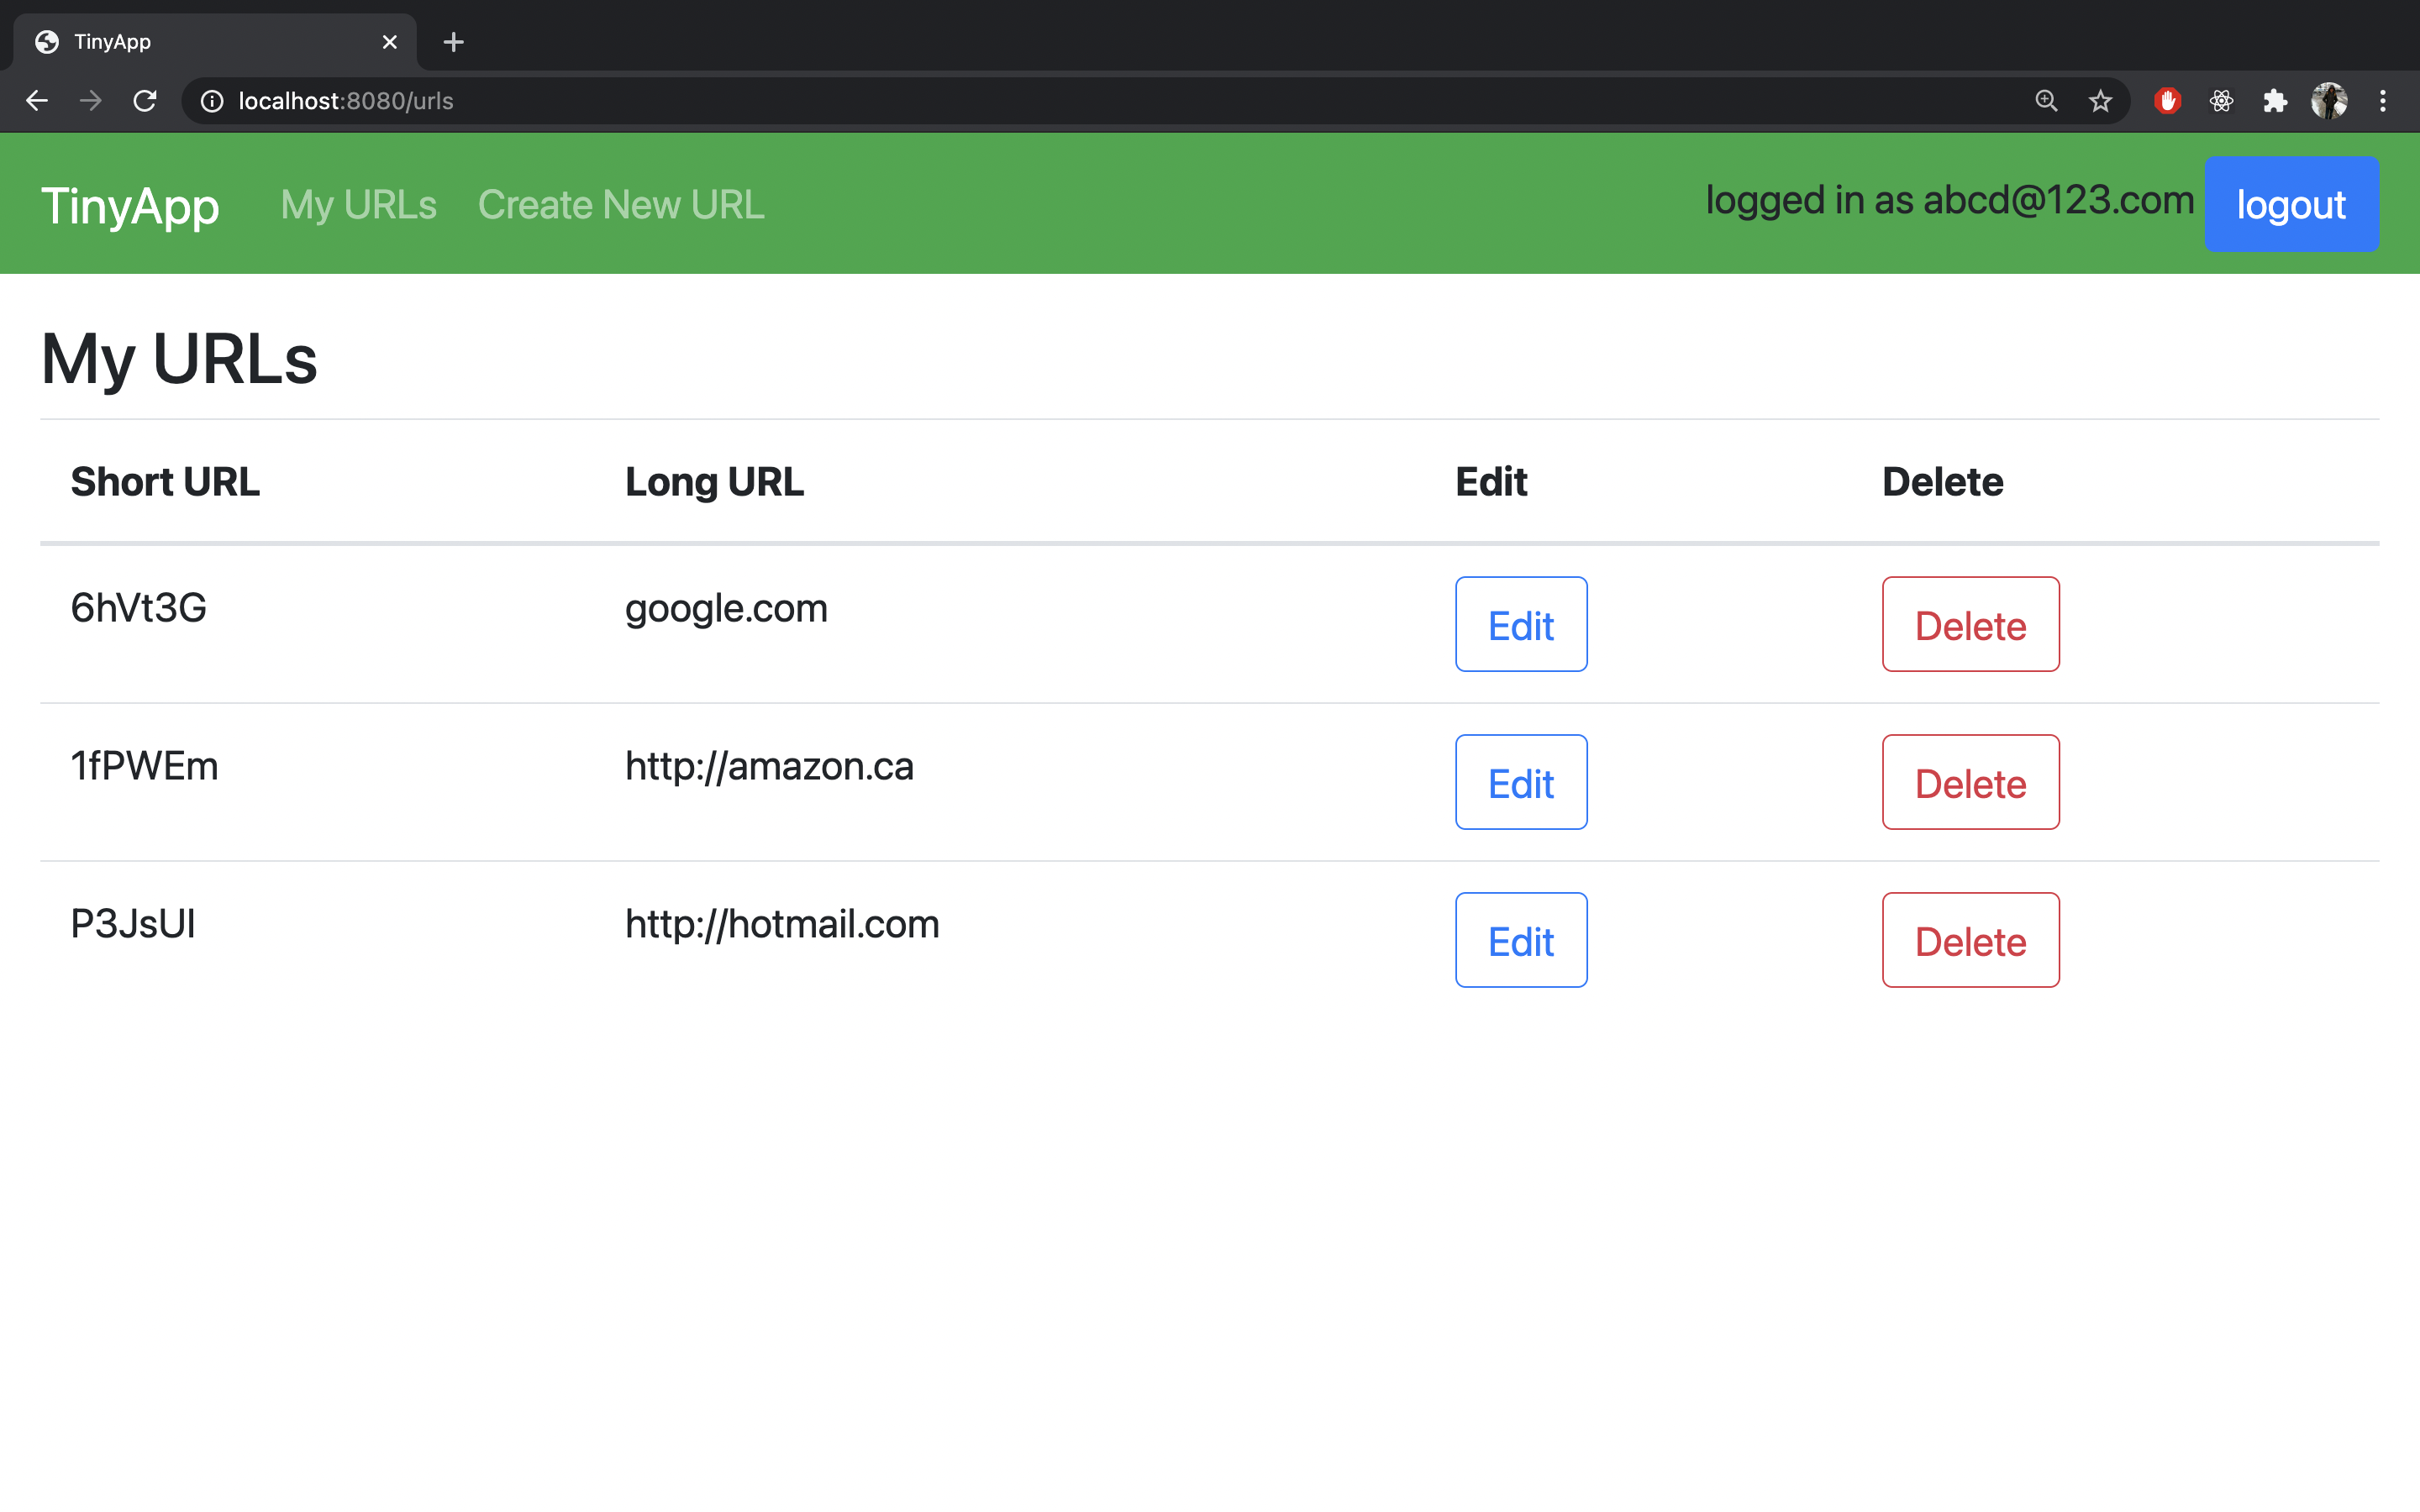 TinyApp
localhost:8080/urls
TinyApp My URLs Create New URL logged in as abcd@123.com logout
My URLs
Short URL Long URL Edit Delete
6hVt3G google.com Edit Delete
1fPWEm http://amazon.ca Edit Delete
P3JsUI http://hotmail.com Edit Delete